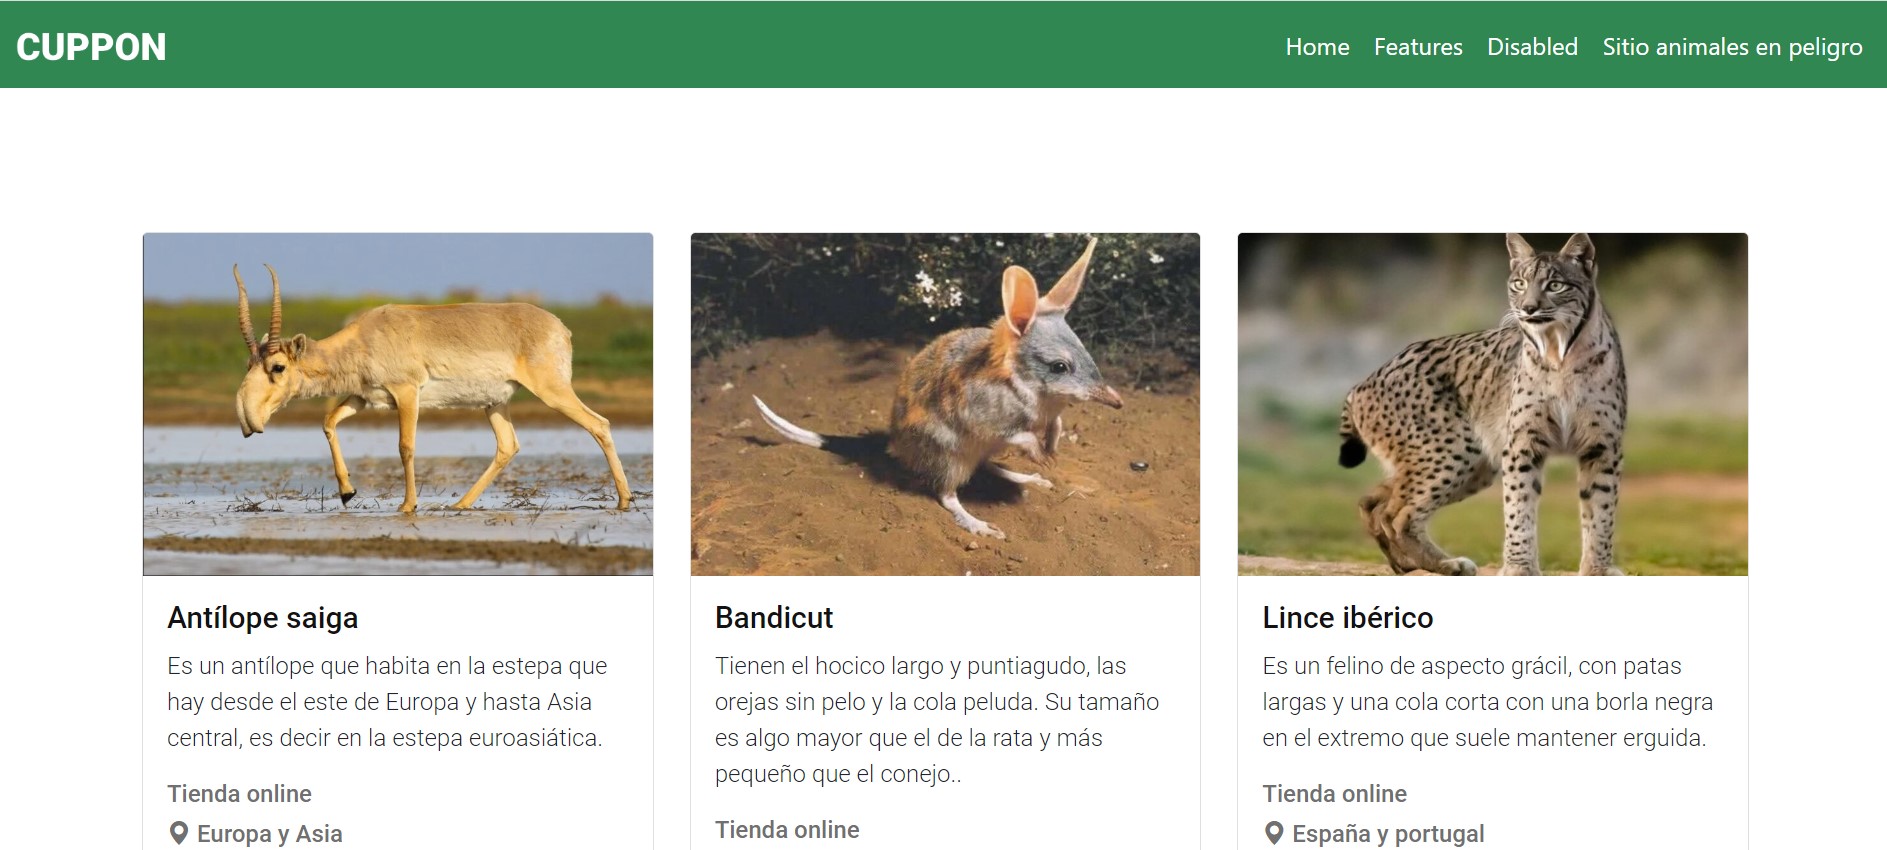 CUPPON
Home Features Disabled Sitio animales en peligro
Antílope saiga
Es un antílope que habita en la estepa que
hay desde el este de Europa y hasta Asia
central, es decir en la estepa euroasiática.
Tienda online
Europa y Asia
Bandicut
Tienen el hocico largo y puntiagudo, las
orejas sin pelo y la cola peluda. Su tamaño
es algo mayor que el de la rata y más
pequeño que el conejo..
Tienda online
Lince ibérico
Es un felino de aspecto grácil, con patas
largas y una cola corta con una borla negra
en el extremo que suele mantener erguida.
Tienda online
España y portugal